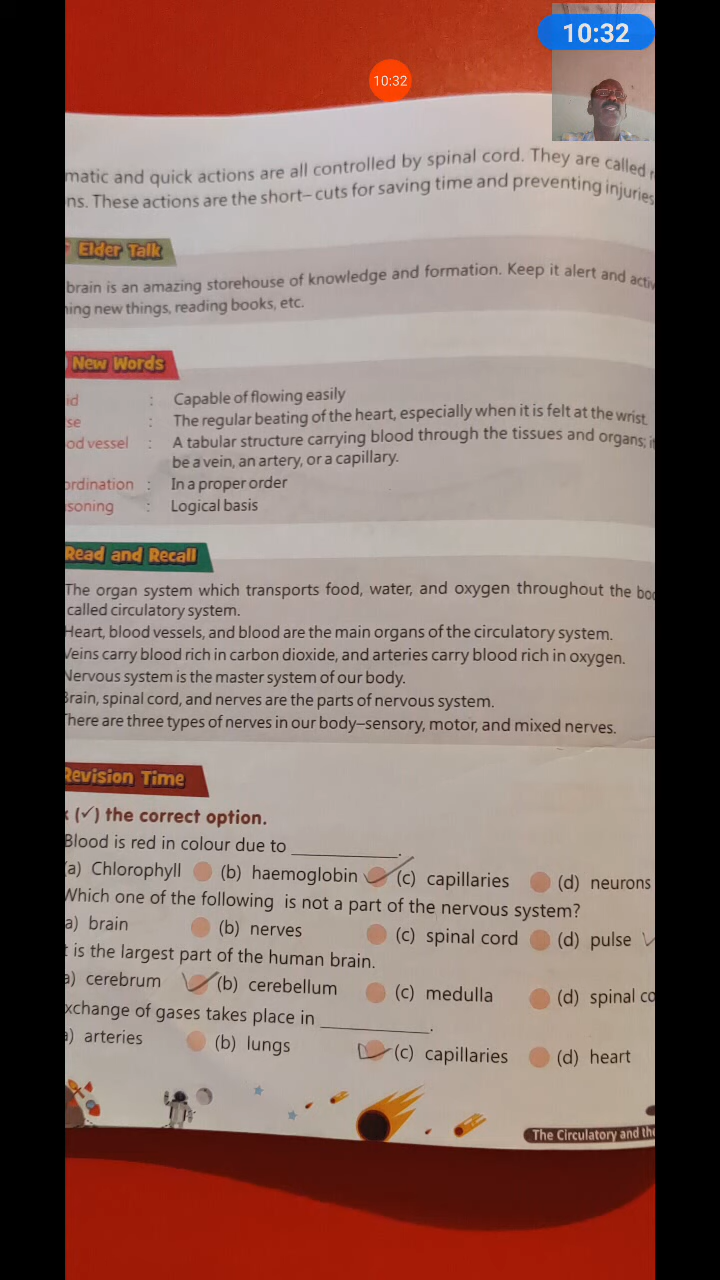 10:32
10:32
matic and quick actions are all controlled by spinal cord. They are called
ns. These actions are the short-cuts for saving time and preventing injuries
Elder Talk
brain is an amazing storehouse of knowledge and formation. Keep it alert and activ
ing new things, reading books, etc.
New Words
id : Capable of flowing easily
se : The regular beating of the heart, especially when it is felt at the wrist
od vessel : A tabular structure carrying blood through the tissues and organs; i
be a vein, an artery, or a capillary.
ordination : In a proper order
soning : Logical basis
Read and Recall
The organ system which transports food, water, and oxygen throughout the bod
called circulatory system.
Heart, blood vessels, and blood are the main organs of the circulatory system.
Veins carry blood rich in carbon dioxide, and arteries carry blood rich in oxygen.
Nervous system is the master system of our body.
Brain, spinal cord, and nerves are the parts of nervous system.
There are three types of nerves in our body–sensory, motor, and mixed nerves.
Revision Time
(✓) the correct option.
Blood is red in colour due to ____________.
(a) Chlorophyll (b) haemoglobin (c) capillaries (d) neurons
Which one of the following is not a part of the nervous system?
a) brain (b) nerves (c) spinal cord (d) pulse
t is the largest part of the human brain.
a) cerebrum (b) cerebellum (c) medulla (d) spinal co
xchange of gases takes place in ____________.
a) arteries (b) lungs (c) capillaries (d) heart
The Circulatory and the